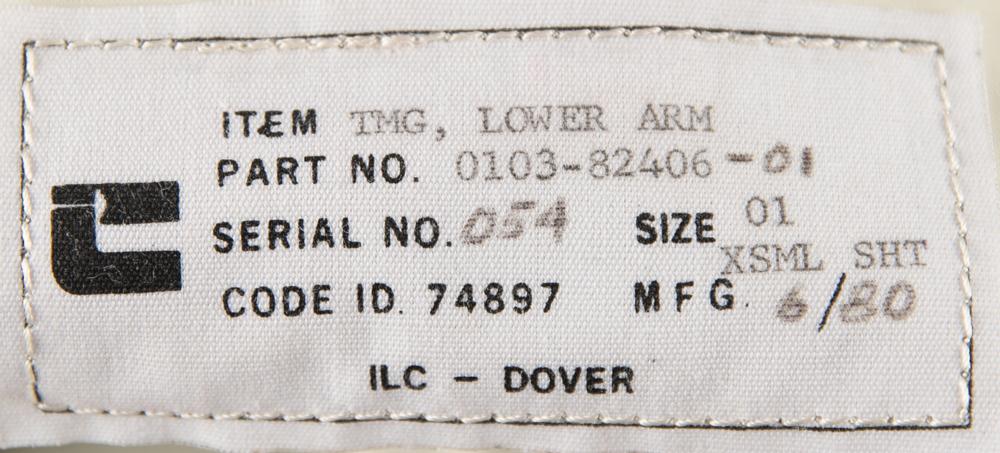 ITEM TMG, LOWER ARM
PART NO. 0103-82406-01
SERIAL NO. 054 SIZE 01
XSML SHT
CODE ID. 74897 MFG. 6/80
ILC - DOVER